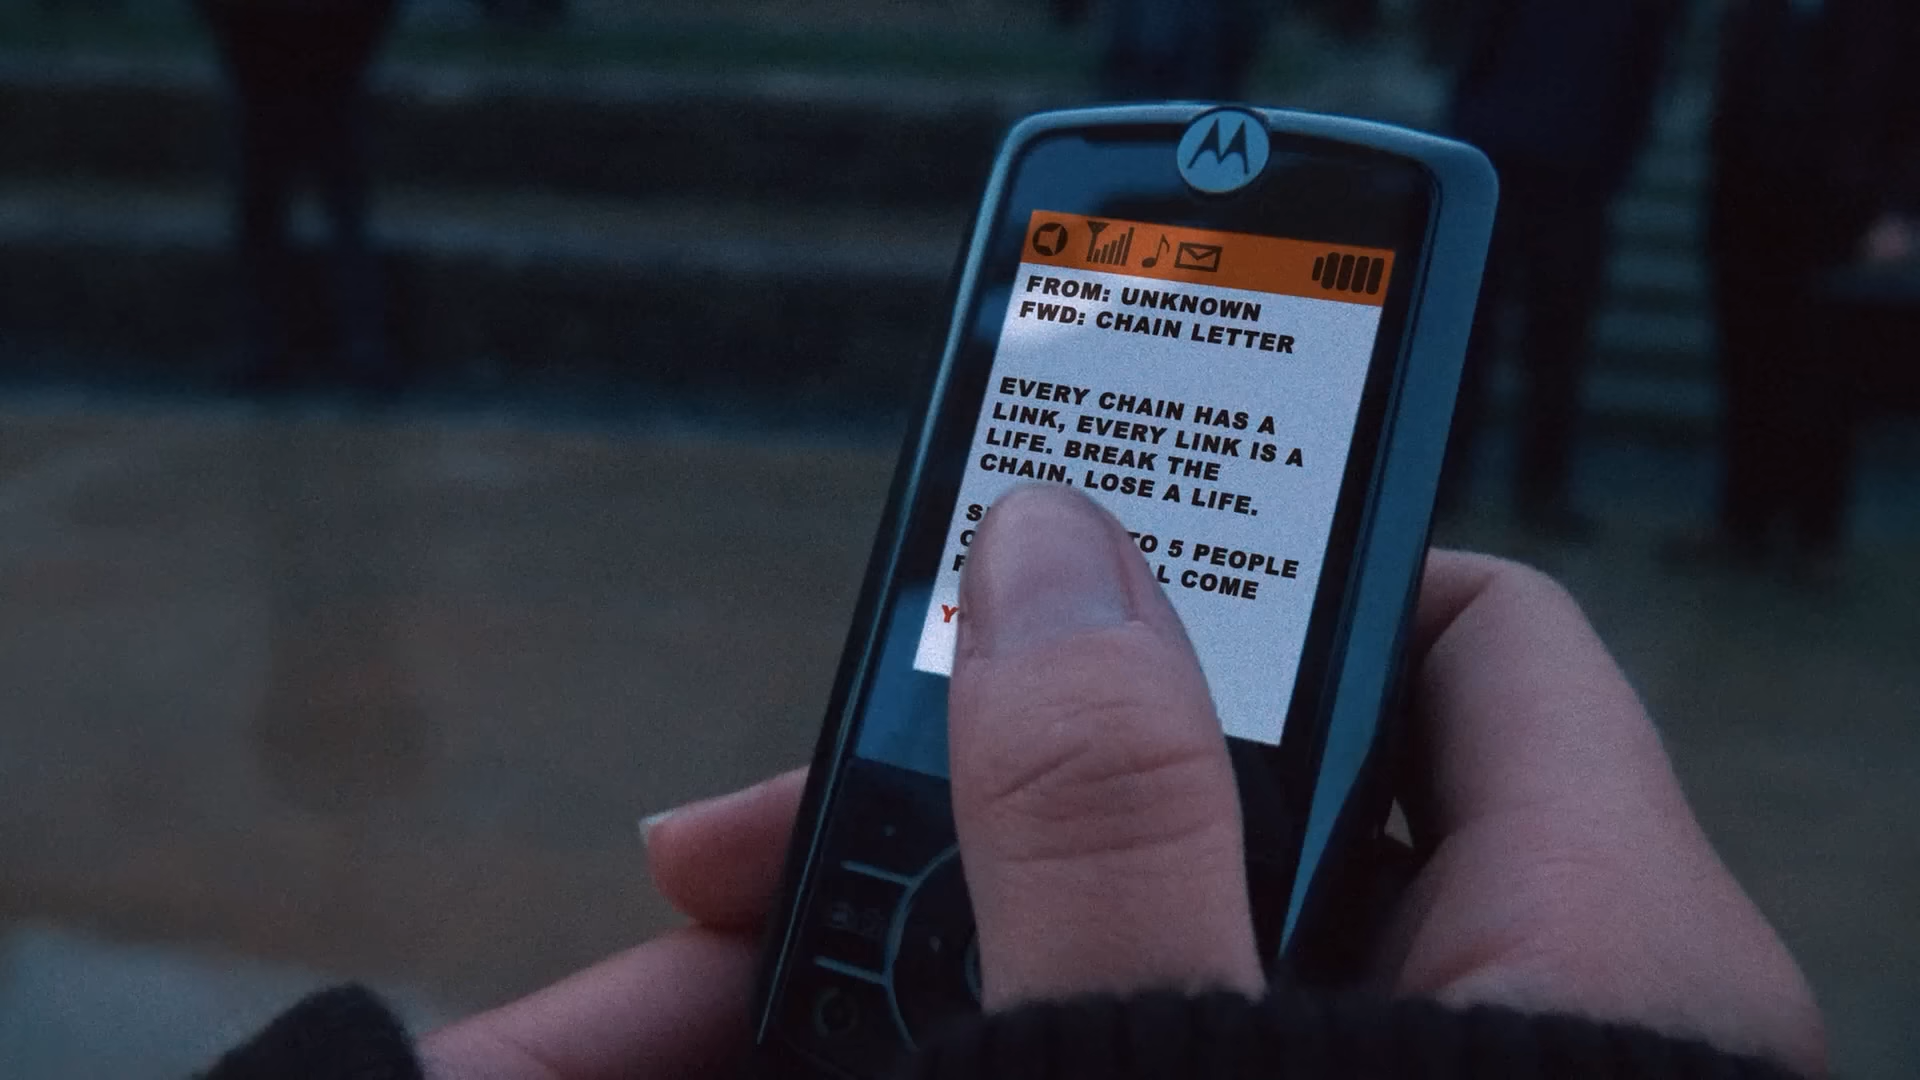 FROM: UNKNOWN
FWD: CHAIN LETTER
EVERY CHAIN HAS A
LINK, EVERY LINK IS A
LIFE. BREAK THE
CHAIN, LOSE A LIFE.
TO 5 PEOPLE
COME